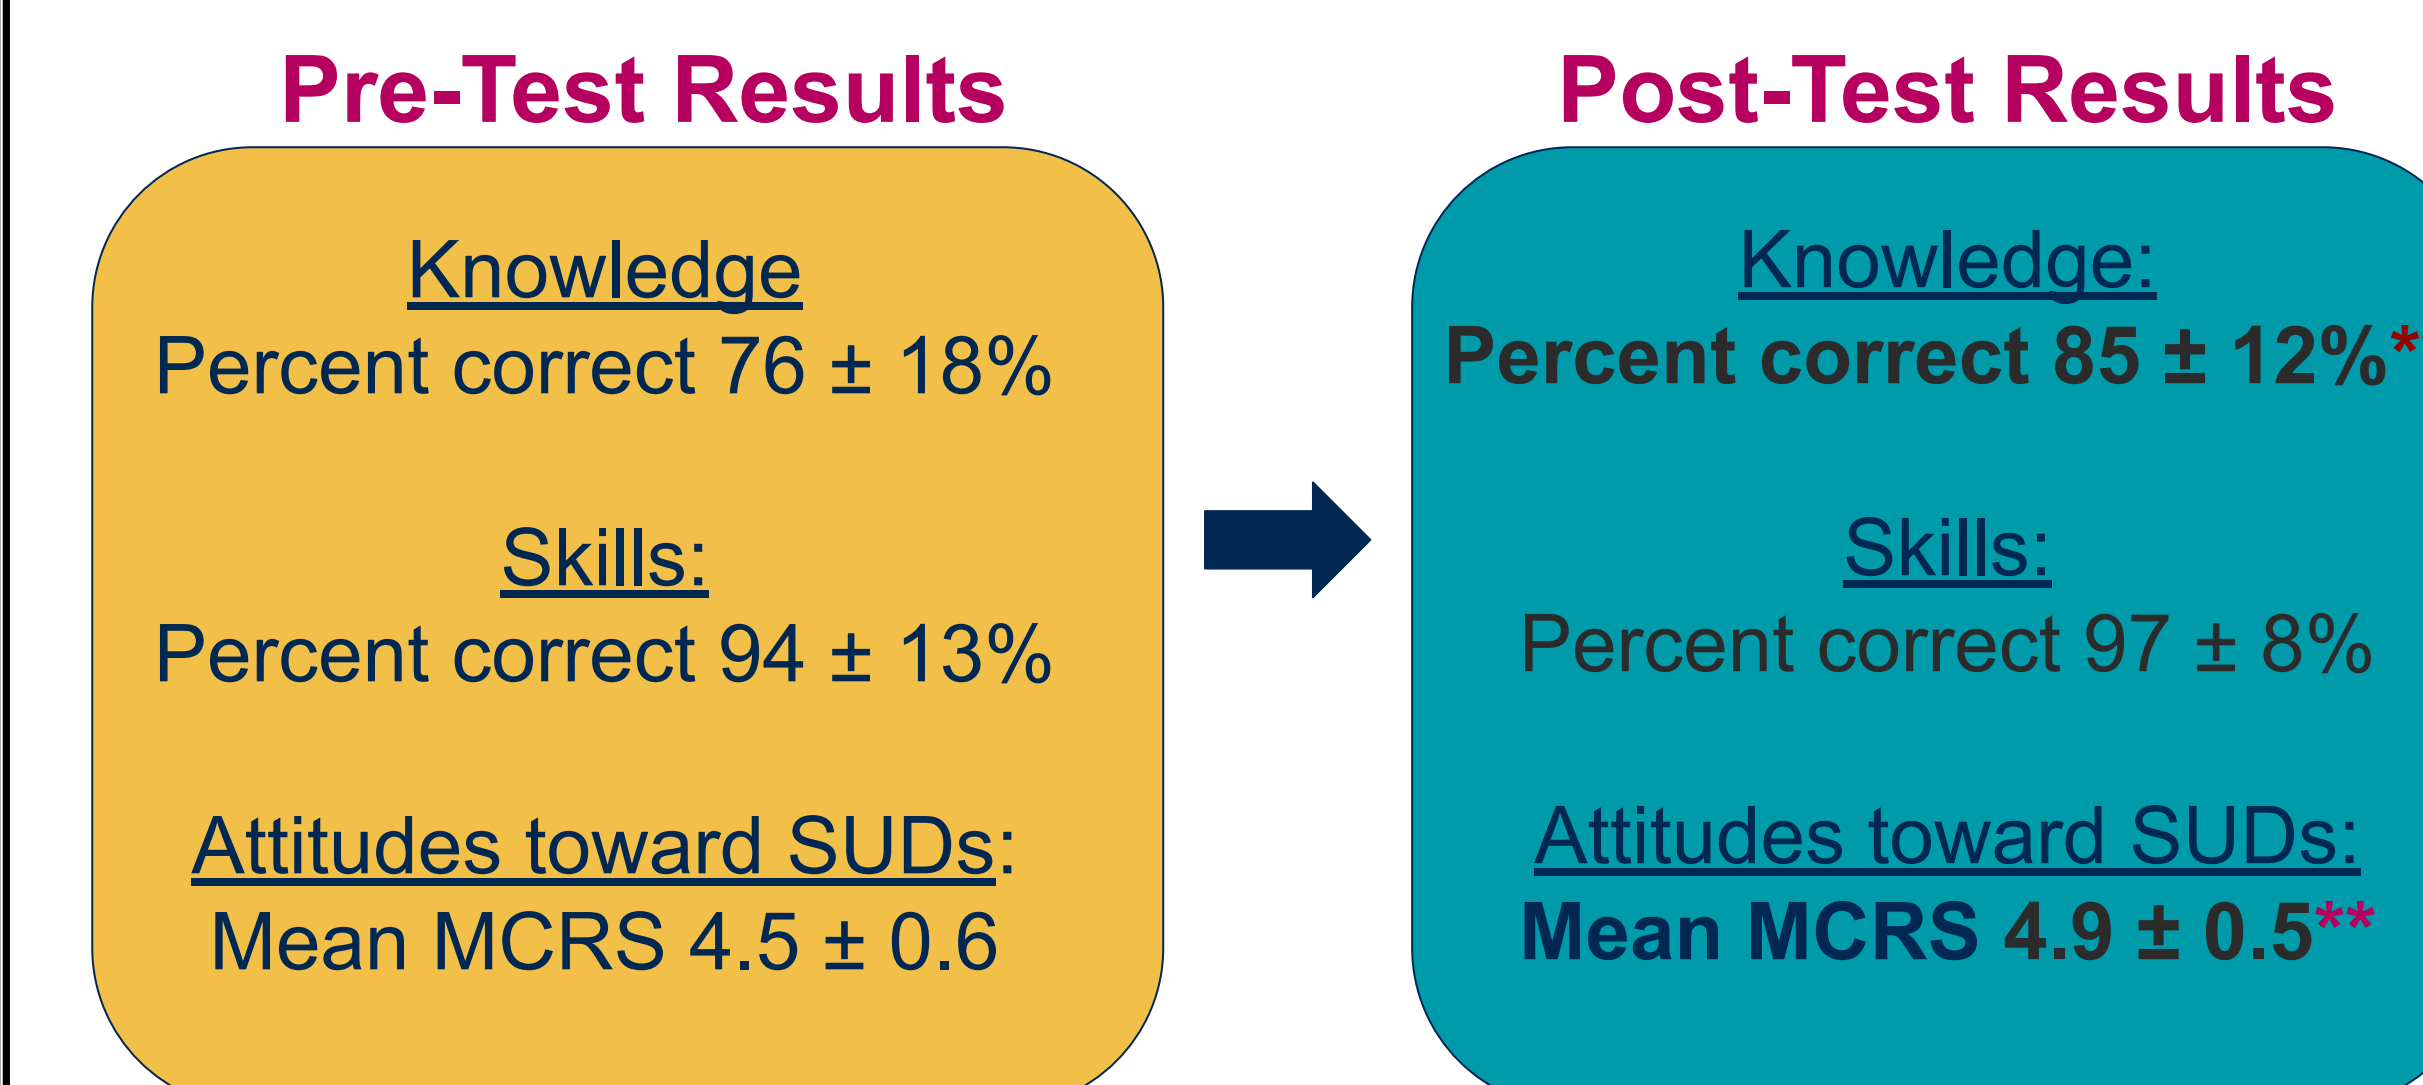 Pre-Test Results
Knowledge
Percent correct 76 ± 18%
Skills:
Percent correct 94 ± 13%
Attitudes toward SUDs:
Mean MCRS 4.5 ± 0.6
Post-Test Results
Knowledge:
Percent correct 85 ± 12%*
Skills:
Percent correct 97 ± 8%
Attitudes toward SUDs:
Mean MCRS 4.9 ± 0.5**